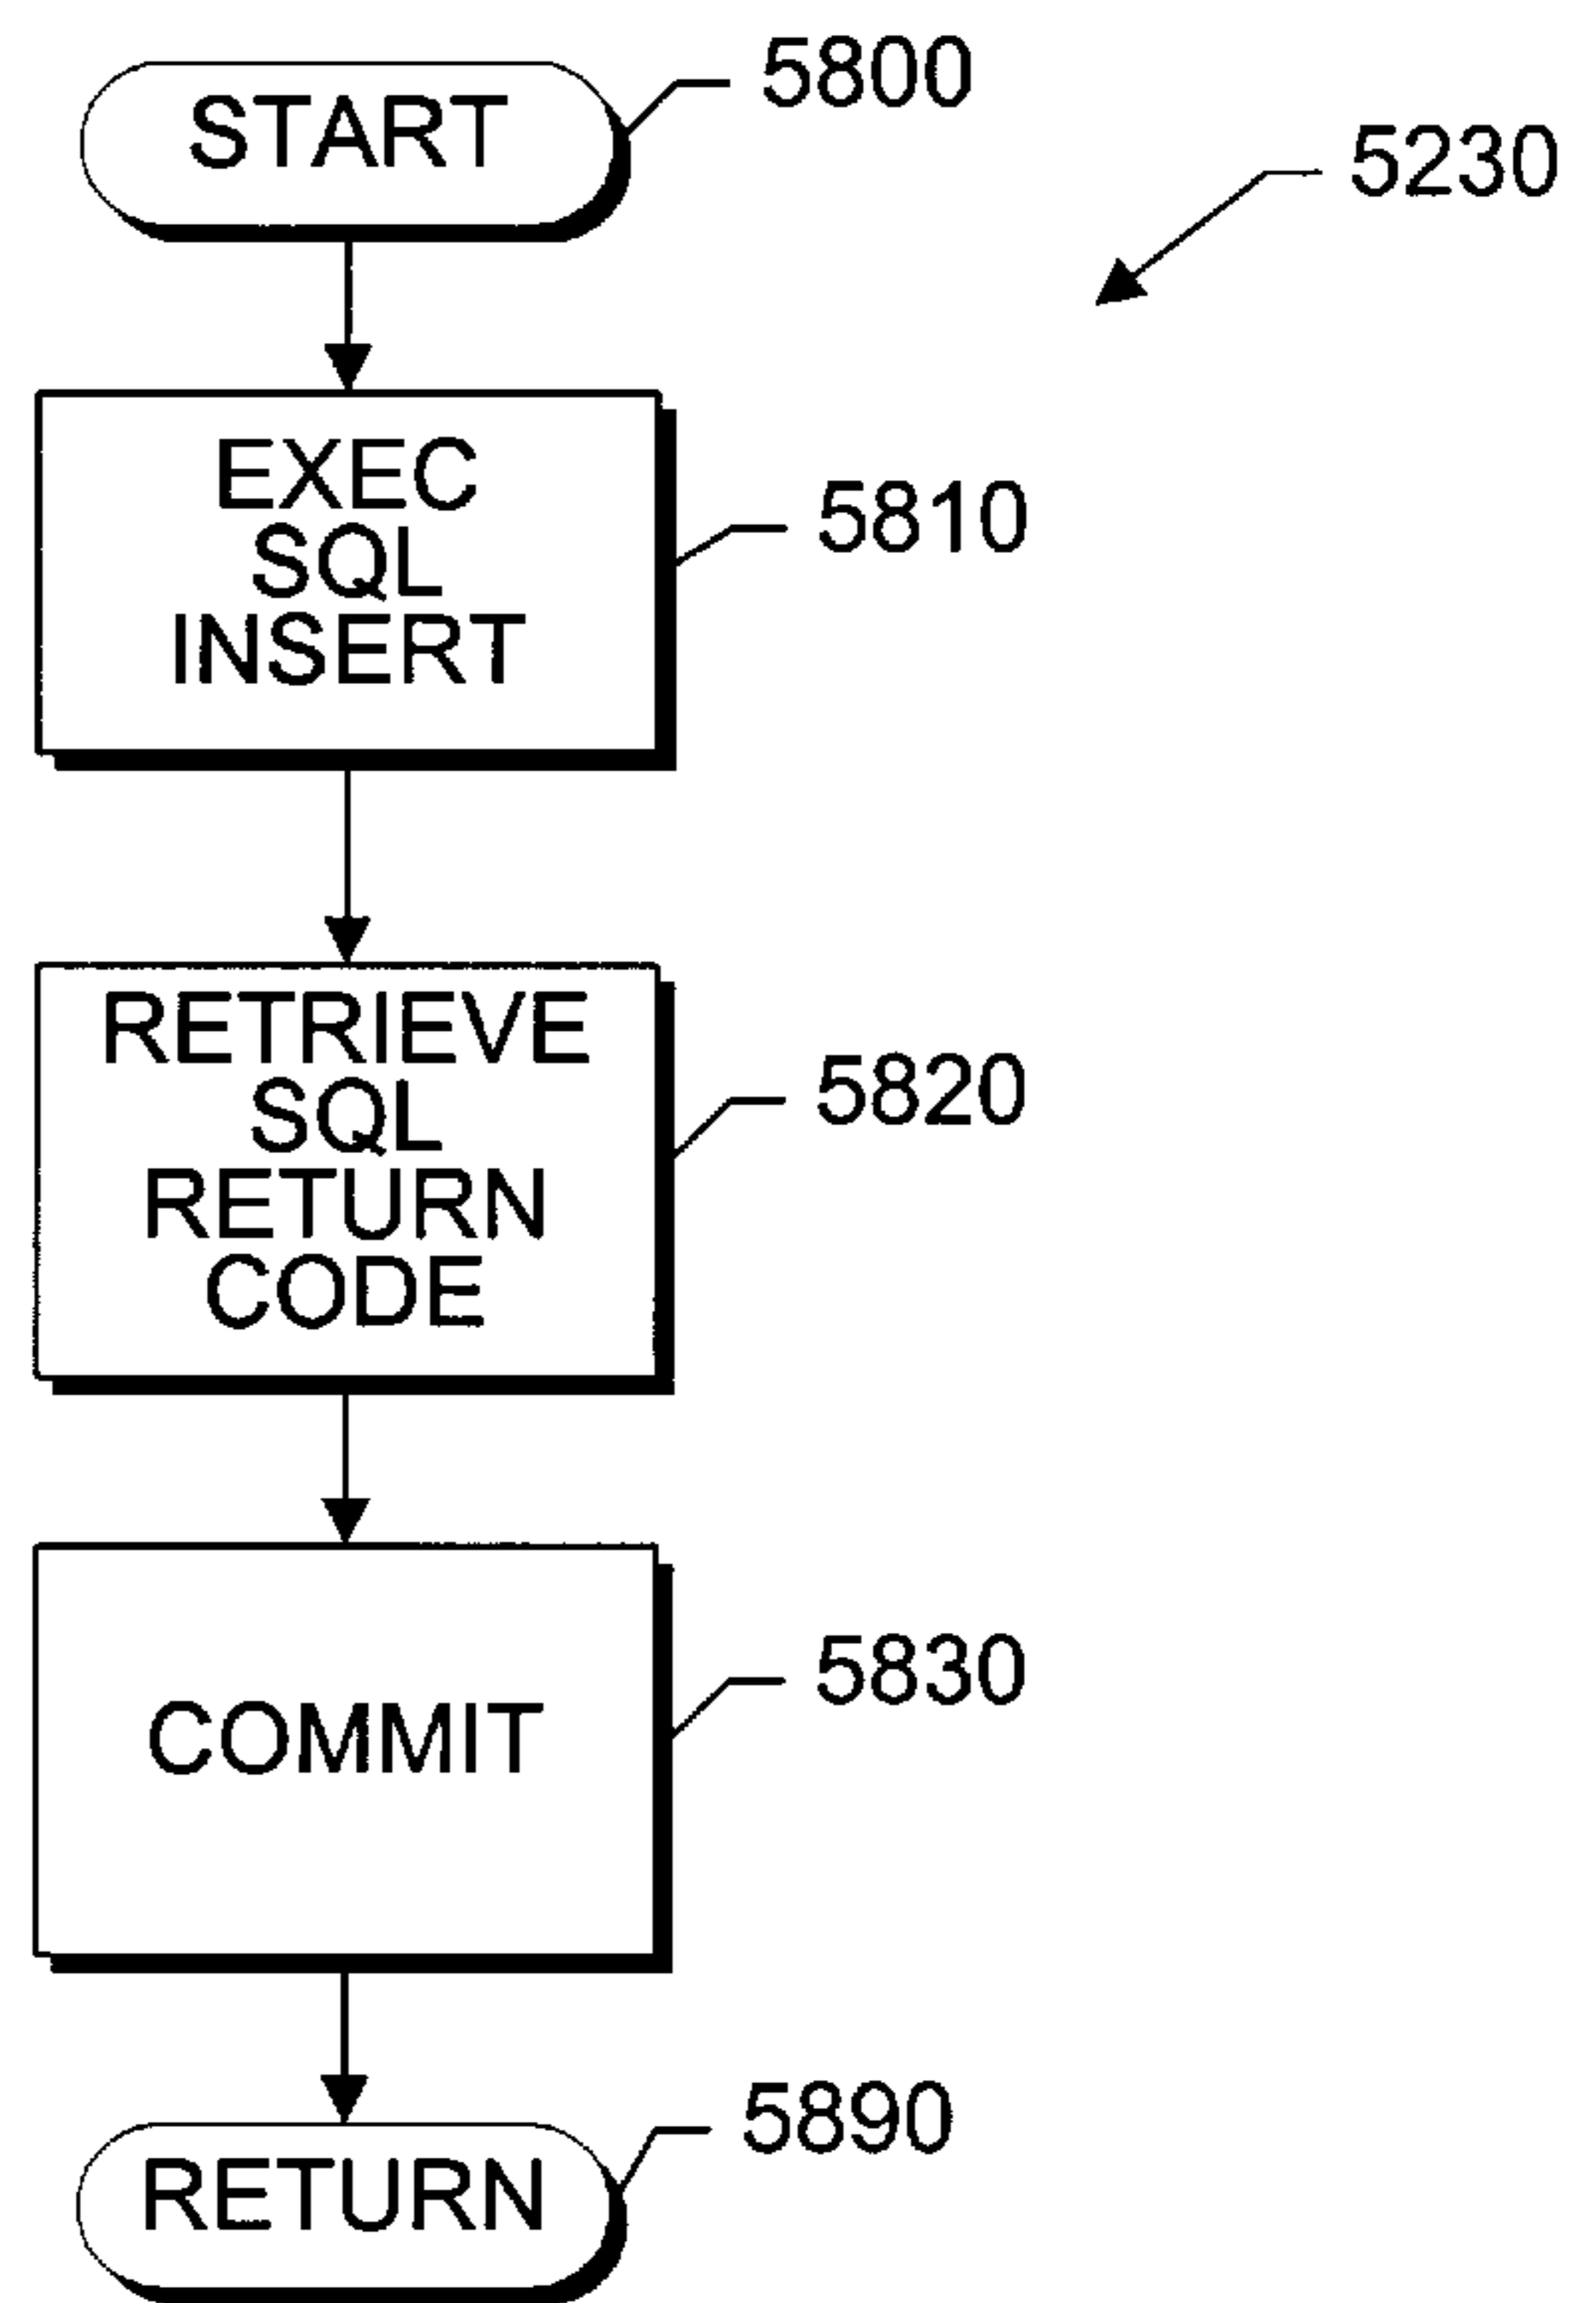 START
5800
5230
EXEC
SQL
INSERT
5810
RETRIEVE
SQL
RETURN
CODE
5820
COMMIT
5830
RETURN
5890